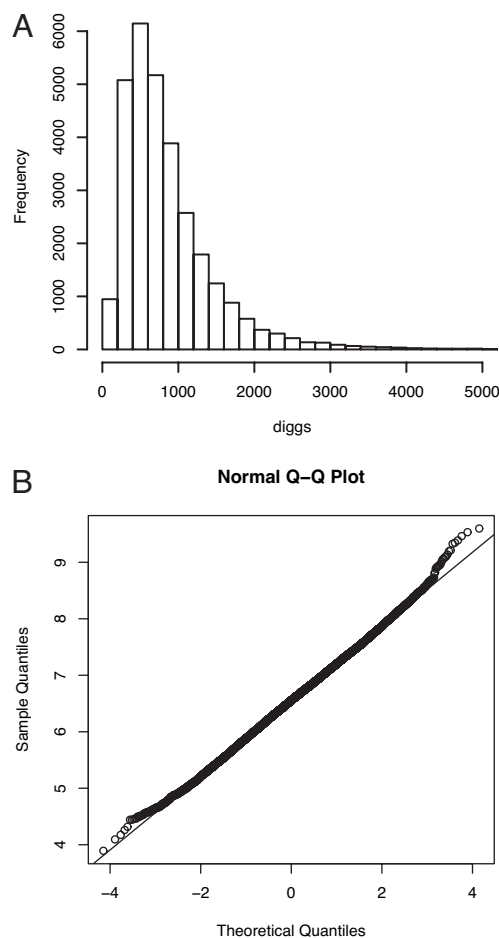 A
6000
5000
4000
3000
2000
1000
0
Frequency
0 1000 2000 3000 4000 5000
diggs
B
Normal Q–Q Plot
9
8
7
6
5
4
Sample Quantiles
−4 −2 0 2 4
Theoretical Quantiles